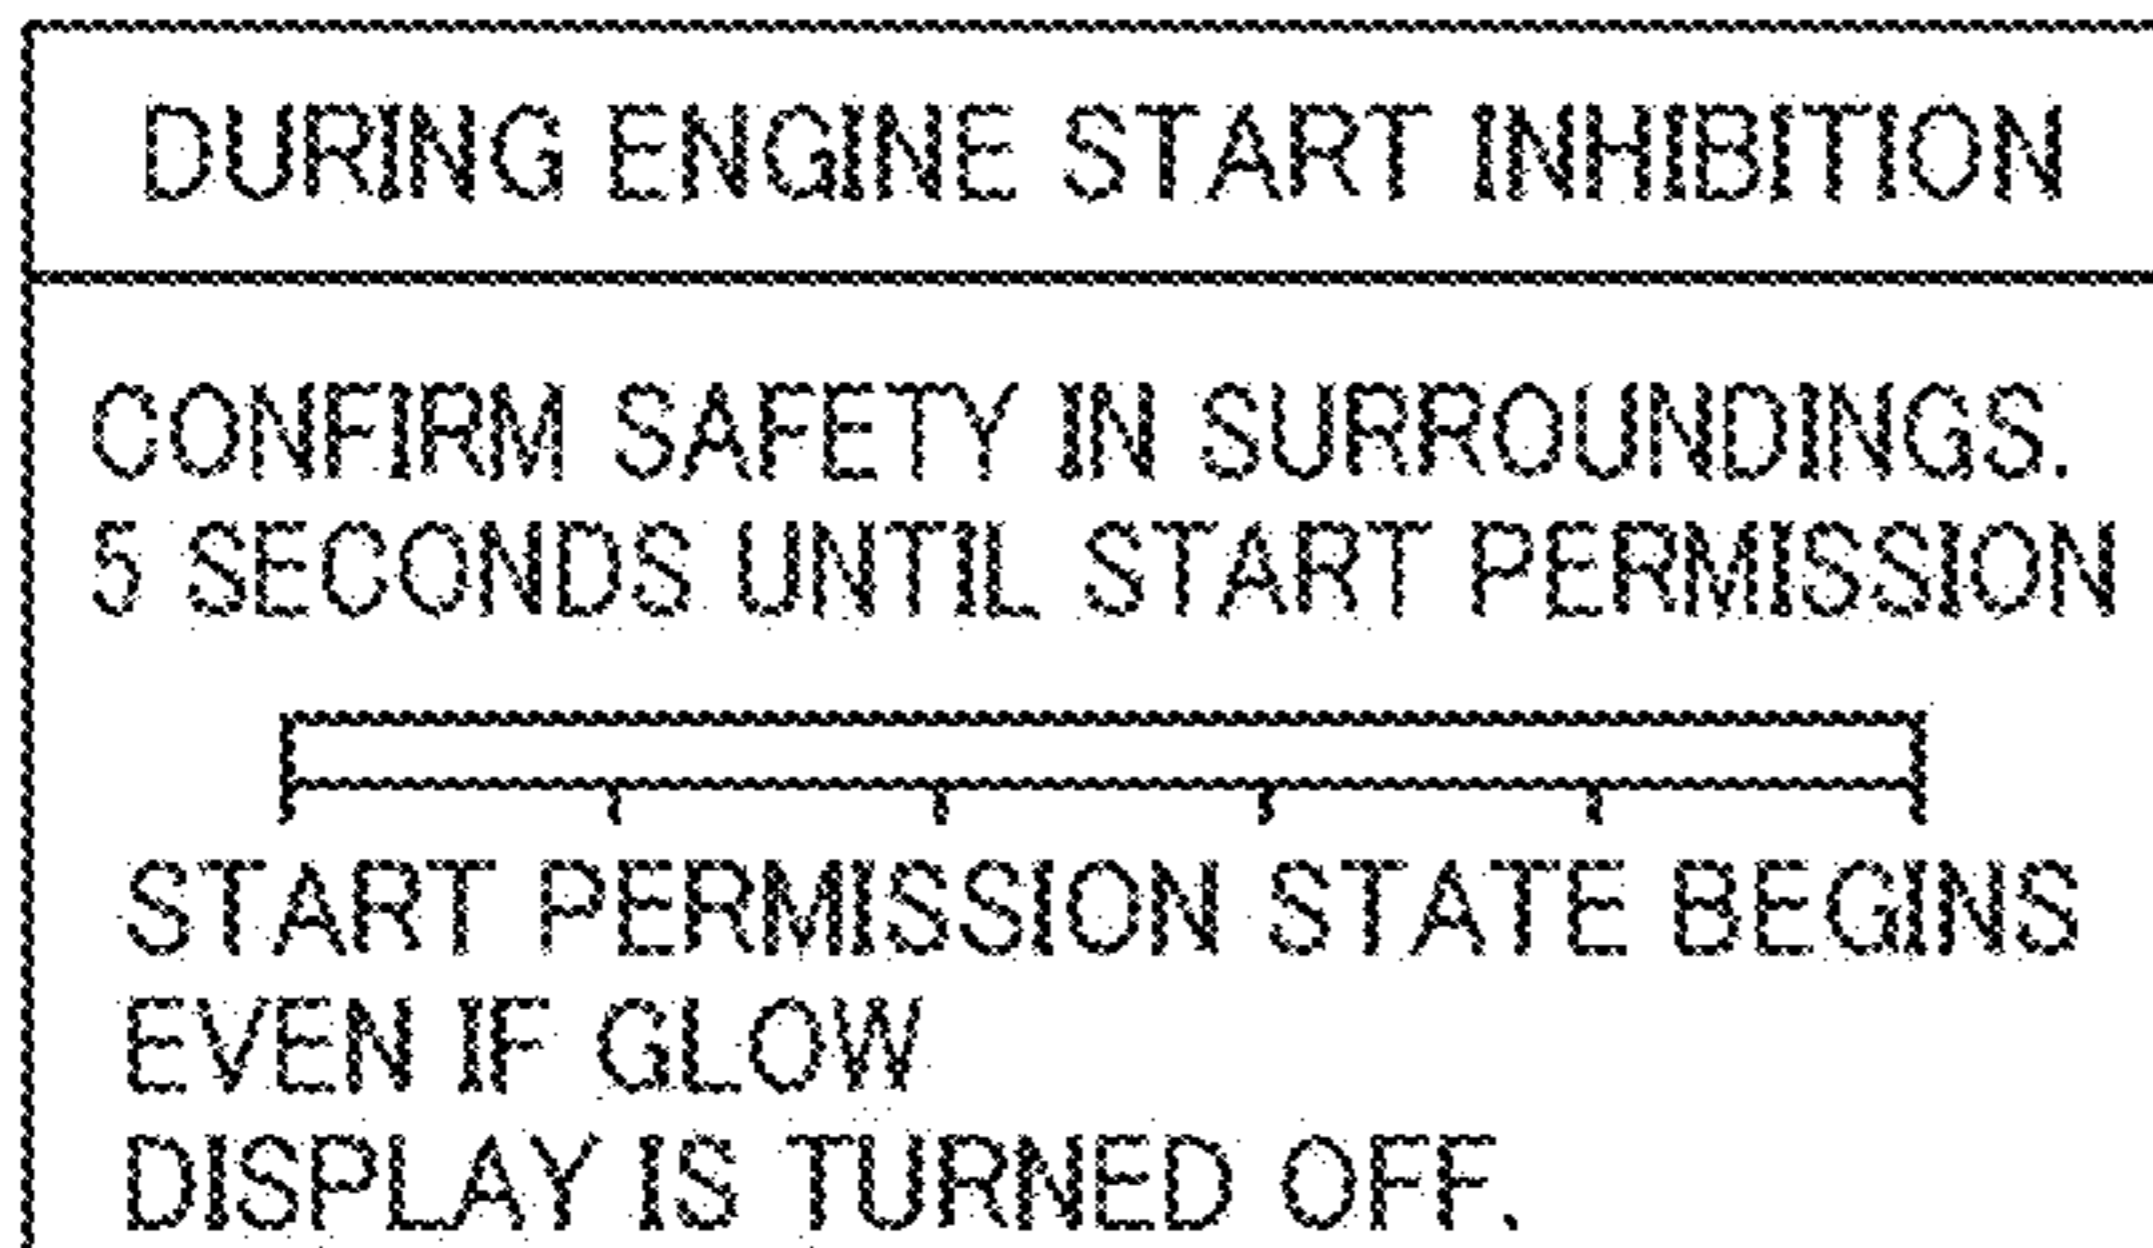 DURING ENGINE START INHIBITION
CONFIRM SAFETY IN SURROUNDINGS.
5 SECONDS UNTIL START PERMISSION
START PERMISSION STATE BEGINS
EVEN IF GLOW
DISPLAY IS TURNED OFF.